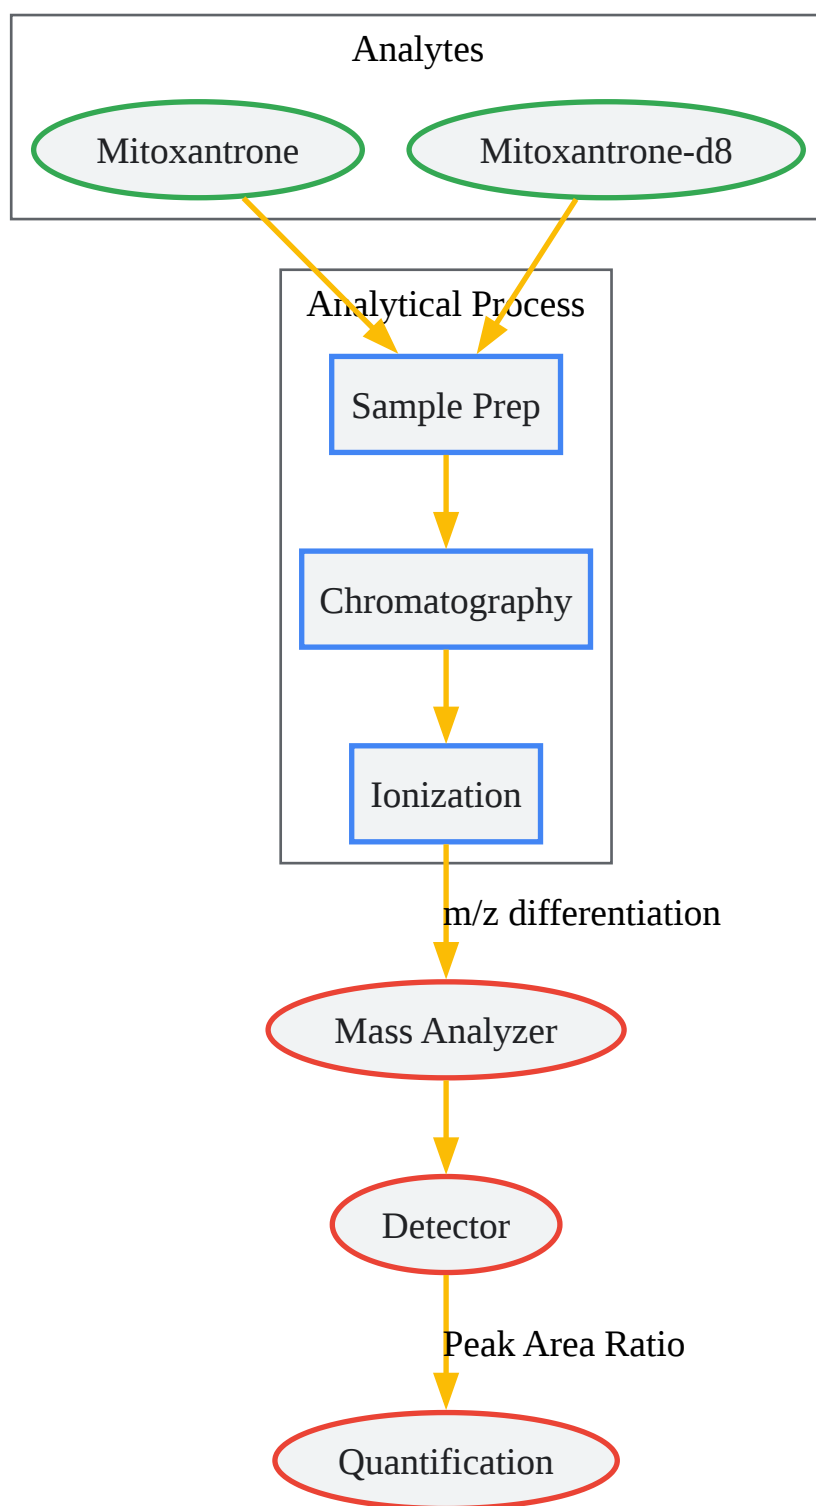 Analytes
Mitoxantrone
Mitoxantrone-d8
Analytical Process
Sample Prep
Chromatography
Ionization
m/z differentiation
Mass Analyzer
Detector
Peak Area Ratio
Quantification